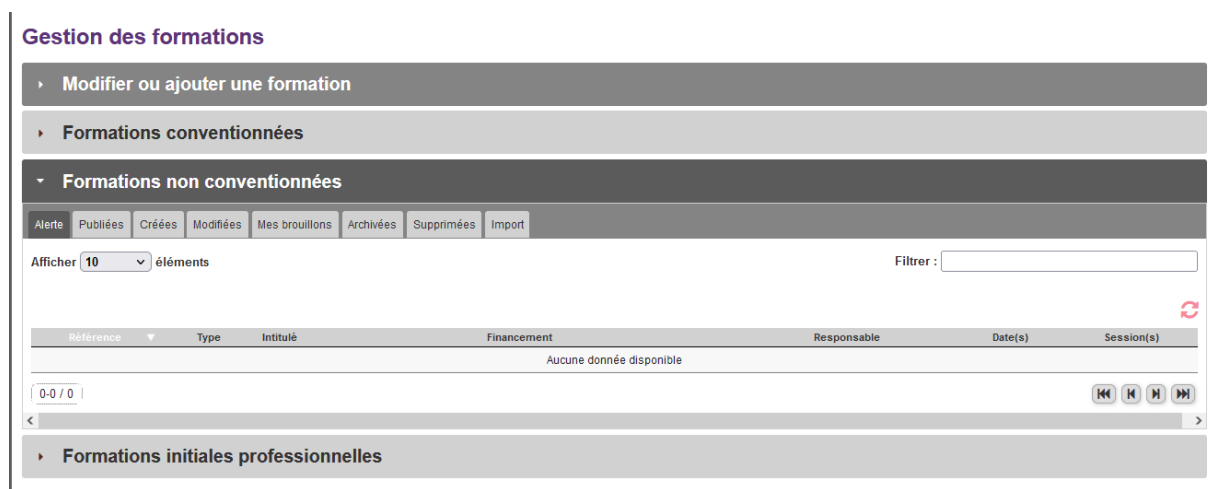 Gestion des formations
Modifier ou ajouter une formation
Formations conventionnées
Formations non conventionnées
Alerte Publiées Créées Modifiées Mes brouillons Archivées Supprimées Import
Afficher 10 éléments Filtrer :
Référence Type Intitulé Financement Responsable Date(s) Session(s)
Aucune donnée disponible
0-0 / 0
Formations initiales professionnelles